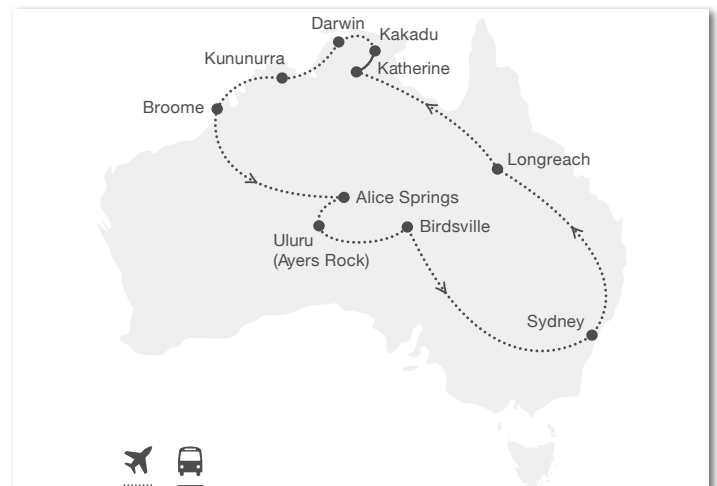 Darwin
Kakadu
Kununurra
Katherine
Broome
Longreach
Alice Springs
Uluru
(Ayers Rock)
Birdsville
Sydney